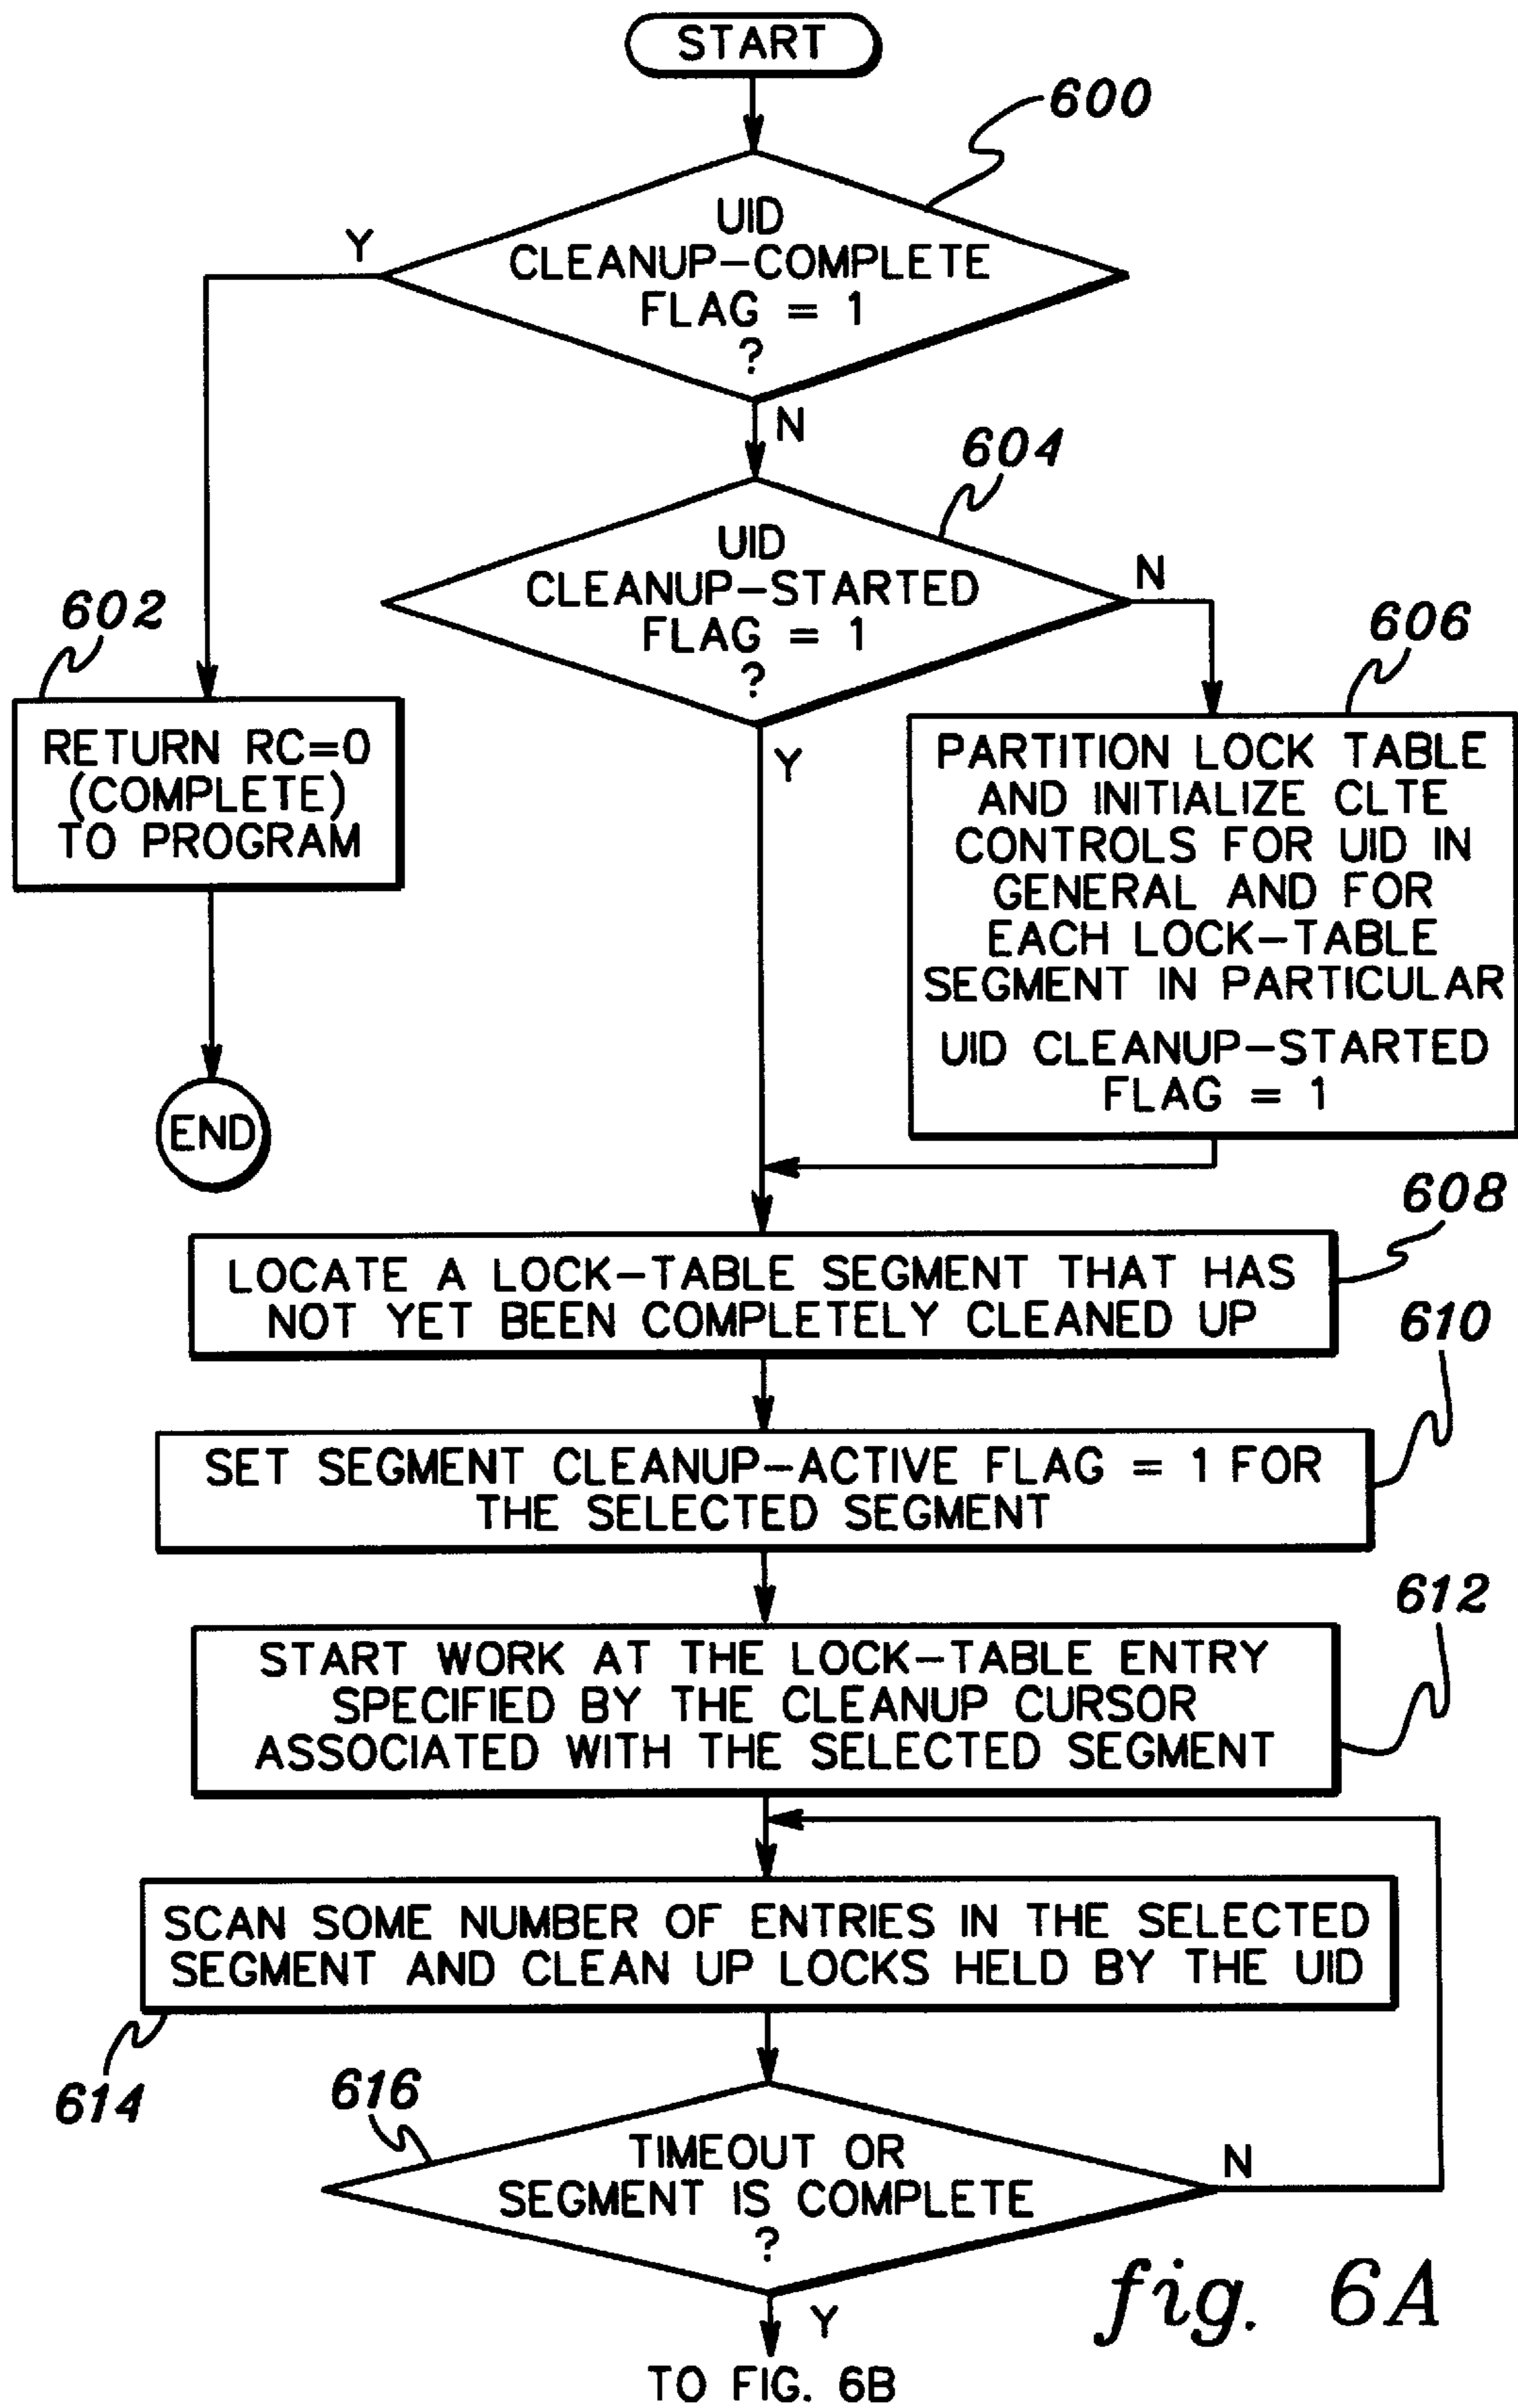 START
600
UID
CLEANUP-COMPLETE
FLAG = 1
?
Y
N
604
UID
CLEANUP-STARTED
FLAG = 1
?
N
Y
602
RETURN RC=0
(COMPLETE)
TO PROGRAM
END
606
PARTITION LOCK TABLE
AND INITIALIZE CLTE
CONTROLS FOR UID IN
GENERAL AND FOR
EACH LOCK-TABLE
SEGMENT IN PARTICULAR
UID CLEANUP-STARTED
FLAG = 1
608
LOCATE A LOCK-TABLE SEGMENT THAT HAS
NOT YET BEEN COMPLETELY CLEANED UP
610
SET SEGMENT CLEANUP-ACTIVE FLAG = 1 FOR
THE SELECTED SEGMENT
612
START WORK AT THE LOCK-TABLE ENTRY
SPECIFIED BY THE CLEANUP CURSOR
ASSOCIATED WITH THE SELECTED SEGMENT
SCAN SOME NUMBER OF ENTRIES IN THE SELECTED
SEGMENT AND CLEAN UP LOCKS HELD BY THE UID
614
616
TIMEOUT OR
SEGMENT IS COMPLETE
?
N
Y
TO FIG. 6B
fig. 6A